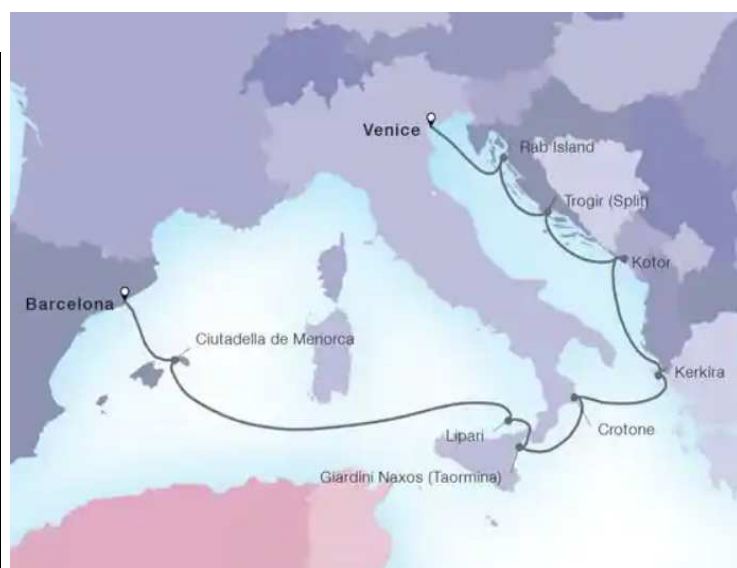 Venice
Rab Island
Trogir (Split)
Kotor
Barcelona
Ciutadella de Menorca
Kerkira
Crotone
Lipari
Giardini Naxos (Taormina)